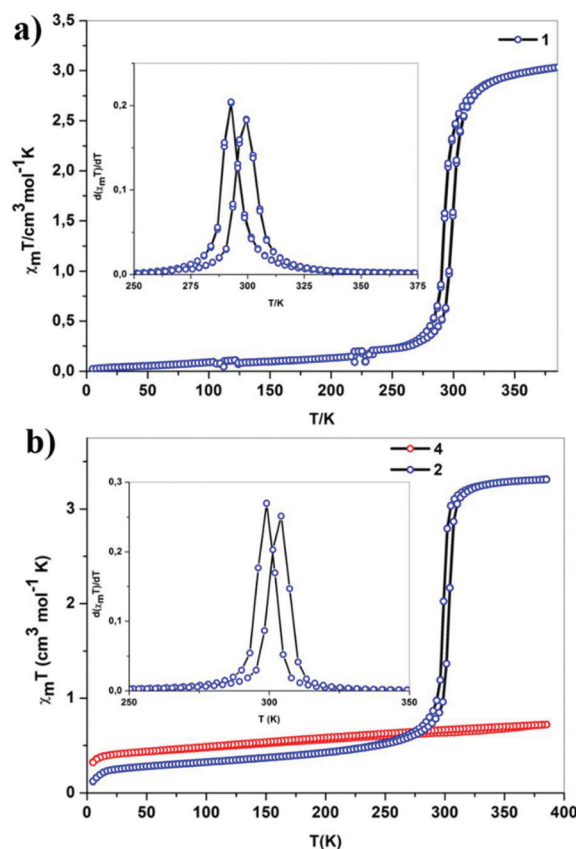 a)
1
3,5
3,0
2,5
2,0
1,5
1,0
0,5
0,0
χmT/cm³mol⁻¹K
0 50 100 150 200 250 300 350
T/K
0,2
0,1
0,0
d(χmT)/dT
250 275 300 325 350 375
T/K
b)
4
2
3
2
1
0
χmT (cm³ mol⁻¹ K)
0 50 100 150 200 250 300 350 400
T(K)
0,3
0,2
0,1
0,0
d(χmT)/dT
250 300 350
T (K)